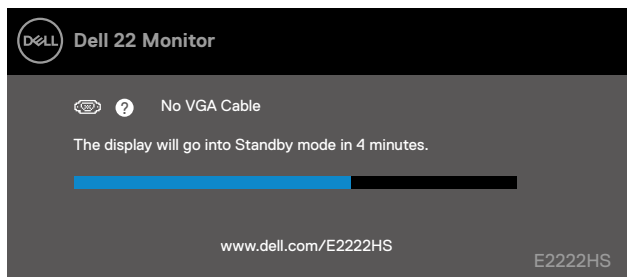 DELL Dell 22 Monitor
? No VGA Cable
The display will go into Standby mode in 4 minutes.
www.dell.com/E2222HS
E2222HS